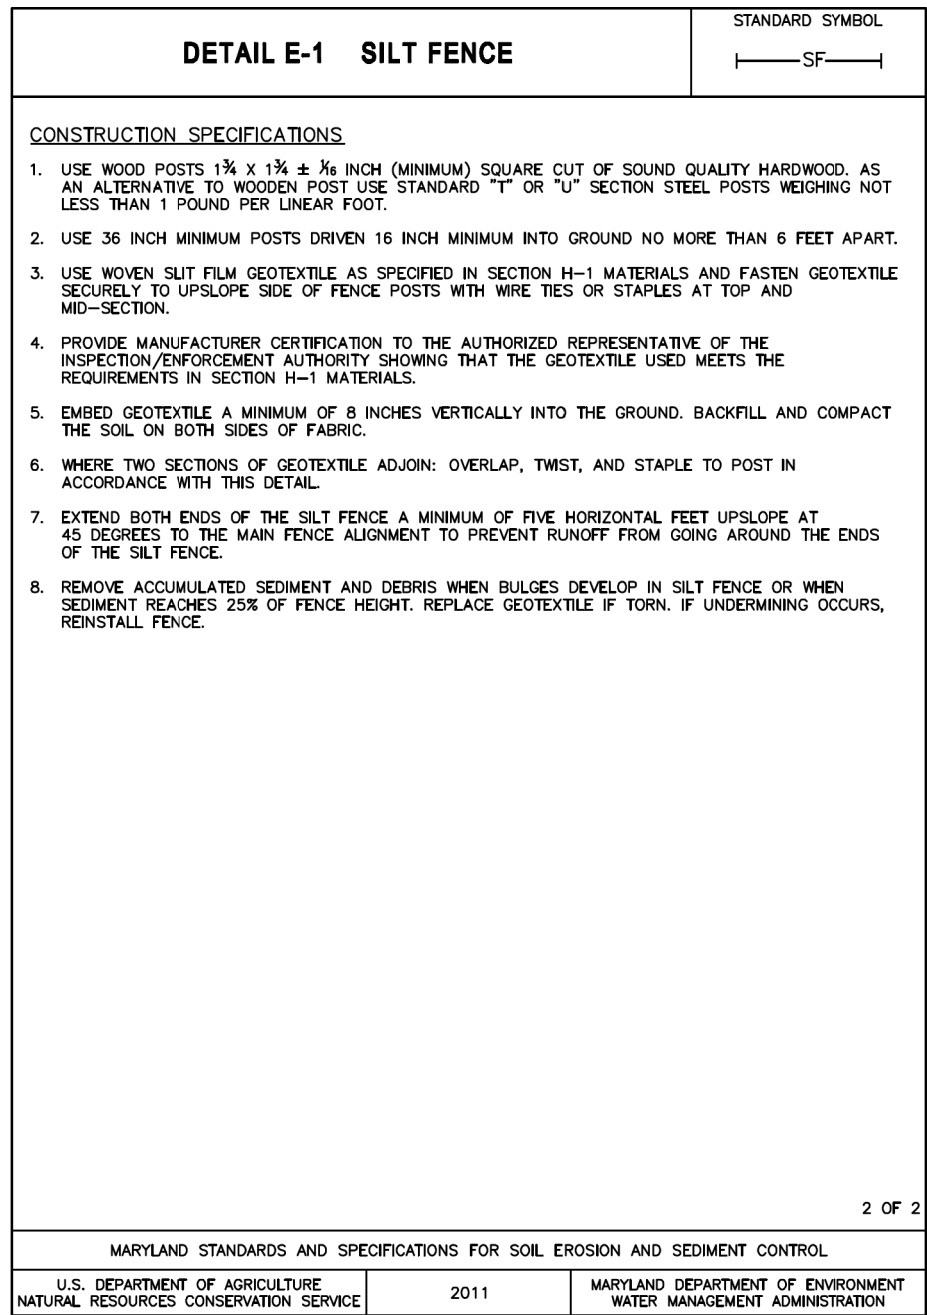 DETAIL E-1 SILT FENCE
STANDARD SYMBOL
SF
CONSTRUCTION SPECIFICATIONS
1. USE WOOD POSTS 1¾ X 1¾ ± 1/16 INCH (MINIMUM) SQUARE CUT OF SOUND QUALITY HARDWOOD. AS
AN ALTERNATIVE TO WOODEN POST USE STANDARD "T" OR "U" SECTION STEEL POSTS WEIGHING NOT
LESS THAN 1 POUND PER LINEAR FOOT.
2. USE 36 INCH MINIMUM POSTS DRIVEN 16 INCH MINIMUM INTO GROUND NO MORE THAN 6 FEET APART.
3. USE WOVEN SLIT FILM GEOTEXTILE AS SPECIFIED IN SECTION H-1 MATERIALS AND FASTEN GEOTEXTILE
SECURELY TO UPSLOPE SIDE OF FENCE POSTS WITH WIRE TIES OR STAPLES AT TOP AND
MID-SECTION.
4. PROVIDE MANUFACTURER CERTIFICATION TO THE AUTHORIZED REPRESENTATIVE OF THE
INSPECTION/ENFORCEMENT AUTHORITY SHOWING THAT THE GEOTEXTILE USED MEETS THE
REQUIREMENTS IN SECTION H-1 MATERIALS.
5. EMBED GEOTEXTILE A MINIMUM OF 8 INCHES VERTICALLY INTO THE GROUND. BACKFILL AND COMPACT
THE SOIL ON BOTH SIDES OF FABRIC.
6. WHERE TWO SECTIONS OF GEOTEXTILE ADJOIN: OVERLAP, TWIST, AND STAPLE TO POST IN
ACCORDANCE WITH THIS DETAIL.
7. EXTEND BOTH ENDS OF THE SILT FENCE A MINIMUM OF FIVE HORIZONTAL FEET UPSLOPE AT
45 DEGREES TO THE MAIN FENCE ALIGNMENT TO PREVENT RUNOFF FROM GOING AROUND THE ENDS
OF THE SILT FENCE.
8. REMOVE ACCUMULATED SEDIMENT AND DEBRIS WHEN BULGES DEVELOP IN SILT FENCE OR WHEN
SEDIMENT REACHES 25% OF FENCE HEIGHT. REPLACE GEOTEXTILE IF TORN. IF UNDERMINING OCCURS,
REINSTALL FENCE.
2 OF 2
MARYLAND STANDARDS AND SPECIFICATIONS FOR SOIL EROSION AND SEDIMENT CONTROL
U.S. DEPARTMENT OF AGRICULTURE
NATURAL RESOURCES CONSERVATION SERVICE
2011
MARYLAND DEPARTMENT OF ENVIRONMENT
WATER MANAGEMENT ADMINISTRATION